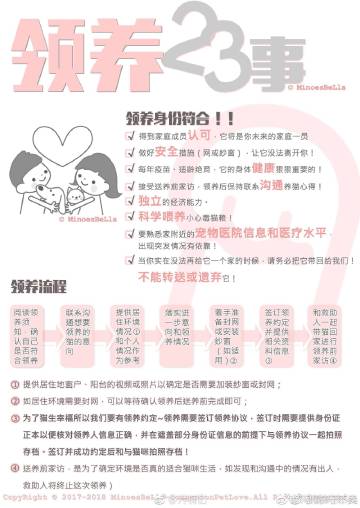 领养23事
© MinoesBeLLa
领养身份符合！！
得到家庭成员认可，它将是你未来的家庭一员
做好安全措施（网或纱窗），让它没法离开你！
每年疫苗、适龄绝育，它的身体健康很很重要的！
接受送养前家访，领养后保持联系沟通养猫心得！
独立的经济能力。
科学喂养小心毒猫粮！
要熟悉家附近的宠物医院信息和医疗水平，
出现突发情况有依靠！
当你实在没法再给它一个家的时候，请务必把它带回给我们！
不能转送或遗弃它！
© MinoesBeLLa
领养流程
阅读领养须知，确认自己是否符合领养
联系沟通想要领养的猫的意向
提供居住环境情况①和个人情况作为参考
落实进一步意向和领养情况
着手准备封网或安装纱窗（如适用）②
签订领养约定并提供相关资料信息③
和救助人一起带猫回家进行领养前家访④
① 提供居住地窗户、阳台的视频或照片以确定是否需要加装纱窗或封网；
② 如居住环境需要封网，可以等待确认领养后送养前完成即可；
③ 为了猫生幸福所以我们要有领养约定~领养需要签订领养协议，签订时需要提供身份证
正本以便核对领养人信息正确，并在遮盖部分身份证信息的前提下与领养协议一起拍照
存档。签订并成功约定后和与猫咪拍照存档！
④ 送养前家访，是为了确定环境是否真的适合猫咪生活，如发现和沟通中的情况有出入，
救助人将终止这次领养）
CopyRight © 2017-2018 MinoesBeLLa